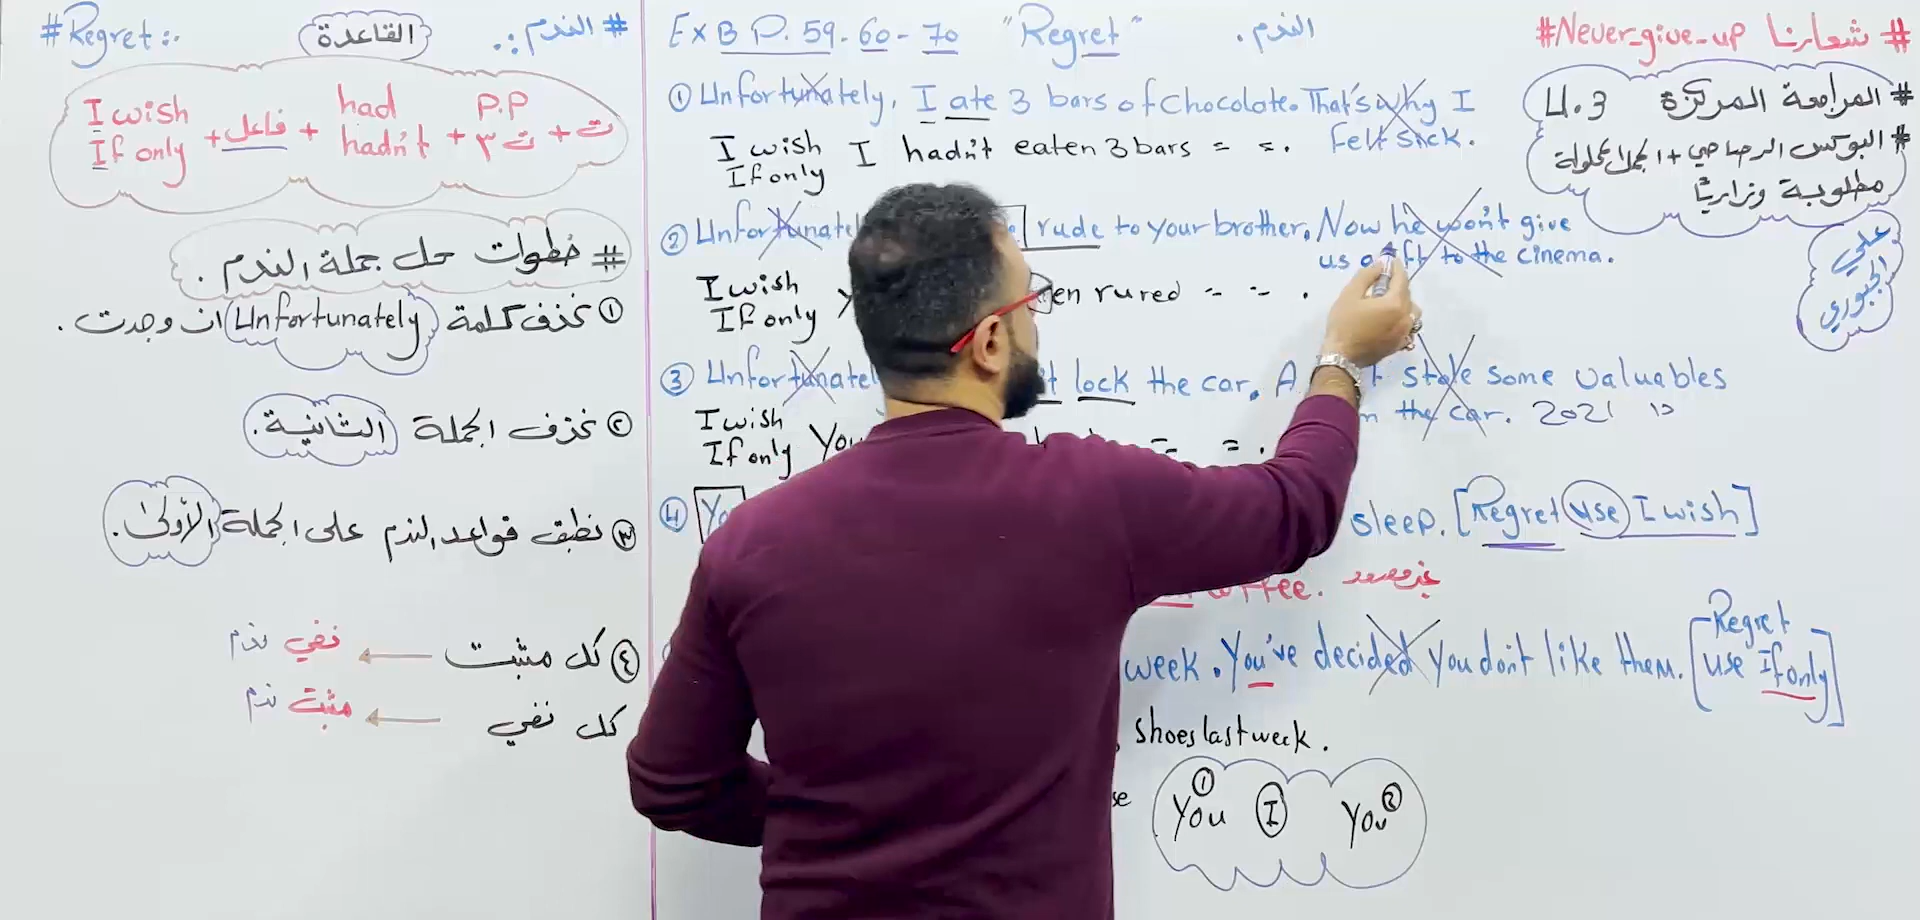 # Regret :.
القاعدة
# الندم :.
I wish
If only
+ فاعل +
had
hadn't
+
P.P
ت ٣
+ ت
# خطوات حل جملة الندم .
① نحذف كلمة (Unfortunately) ان وجدت .
② نحذف الجملة الثانية .
③ نطبق قواعد الندم على الجملة الأولى .
④ كل مثبت ← نفي ندم
كل نفي ← مثبت ندم
Ex B P. 59 - 60 - 70 "Regret" الندم .
① Unfortunately, I ate 3 bars of chocolate. That's why I
felt sick.
I wish
If only
I hadn't eaten 3 bars = = .
② rude to your brother. Now he won't give
us a to the cinema.
I wish
If only
en rured = = .
③ lock the car. A stole some valuables
the car. 2021
I wish
If only
You = = .
④ sleep. [Regret use I wish]
week. You've decided you don't like them. [Regret
use If only]
shoes last week.
You ① I You ②
# شعارنا #Never_give_up
# المراجعة المركزة U.3
# البوكس الرصاصي + الجمل محلولة
مطلوبة وزارياً
علي
الجبوري